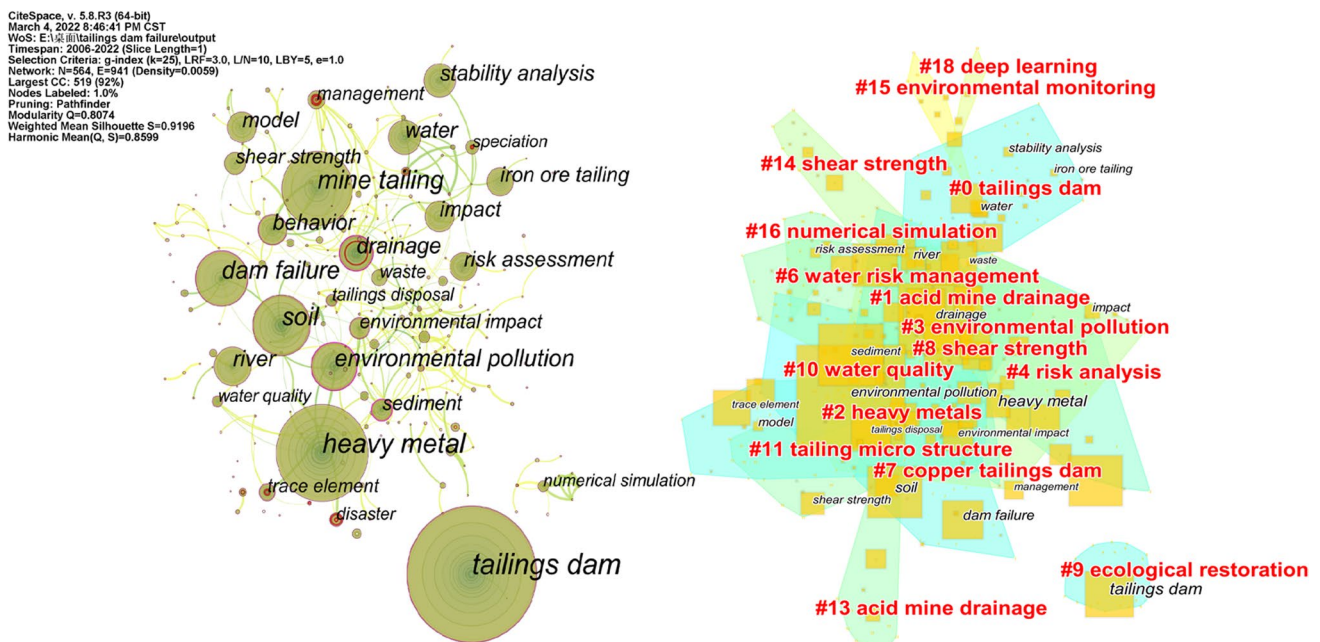 CiteSpace, v. 5.8.R3 (64-bit)
March 4, 2022 8:46:41 PM CST
WoS: E:\桌面\tailings dam failure\output
Timespan: 2006-2022 (Slice Length=1)
Selection Criteria: g-index (k=25), LRF=3.0, L/N=10, LBY=5, e=1.0
Network: N=564, E=941 (Density=0.0059)
Largest CC: 519 (92%)
Nodes Labeled: 1.0%
Pruning: Pathfinder
Modularity Q=0.8074
Weighted Mean Silhouette S=0.9196
Harmonic Mean(Q, S)=0.8599
stability analysis
management
model
water
speciation
shear strength
mine tailing
iron ore tailing
impact
behavior
drainage
risk assessment
dam failure
waste
tailings disposal
soil
environmental impact
river
environmental pollution
water quality
sediment
heavy metal
trace element
numerical simulation
disaster
tailings dam
#18 deep learning
#15 environmental monitoring
stability analysis
#14 shear strength
iron ore tailing
#0 tailings dam
water
#16 numerical simulation
risk assessment
river
waste
#6 water risk management
#1 acid mine drainage
drainage
impact
#3 environmental pollution
sediment
#8 shear strength
#10 water quality
#4 risk analysis
environmental pollution
heavy metal
trace element
#2 heavy metals
model
tailings disposal
environmental impact
#11 tailing micro structure
#7 copper tailings dam
soil
management
shear strength
dam failure
#9 ecological restoration
tailings dam
#13 acid mine drainage